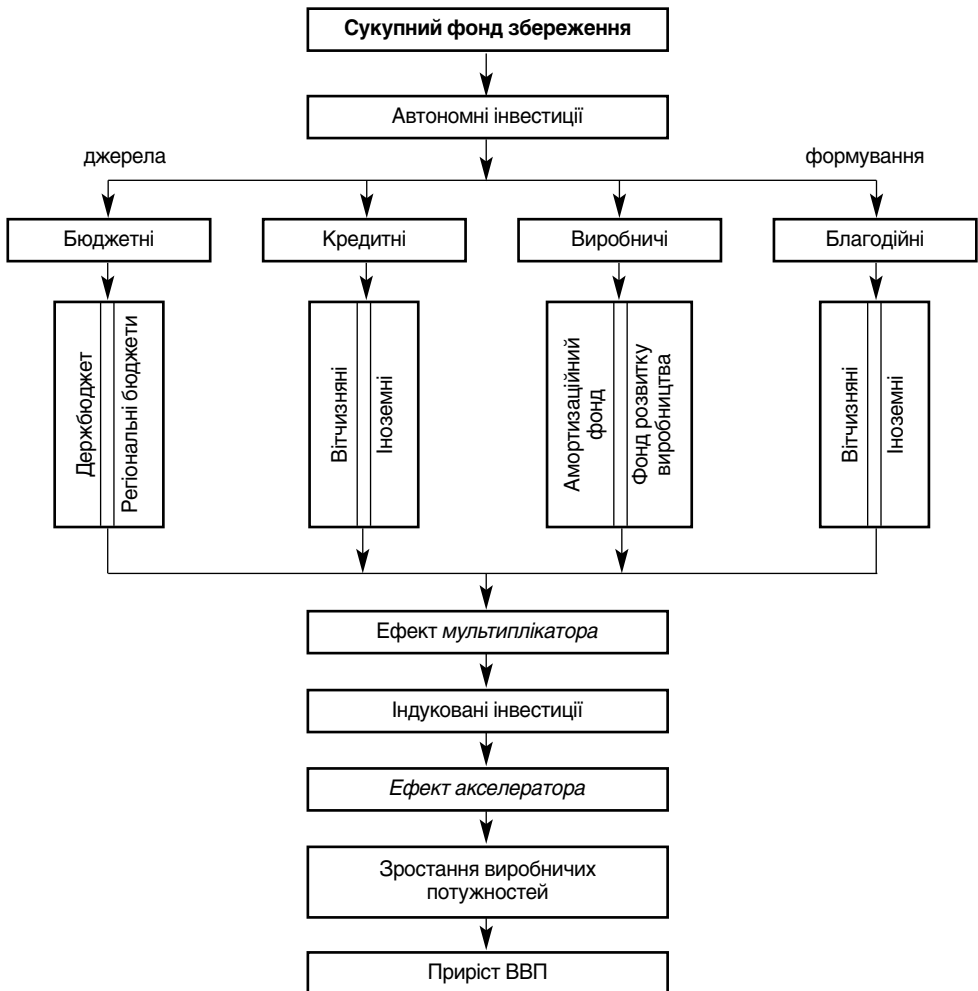 Сукупний фонд збереження
Автономні інвестиції
джерела
формування
Бюджетні
Кредитні
Виробничі
Благодійні
Держбюджет
Регіональні бюджети
Вітчизняні
Іноземні
Амортизаційний
фонд
Фонд розвитку
виробництва
Вітчизняні
Іноземні
Ефект мультиплікатора
Індуковані інвестиції
Ефект акселератора
Зростання виробничих
потужностей
Приріст ВВП